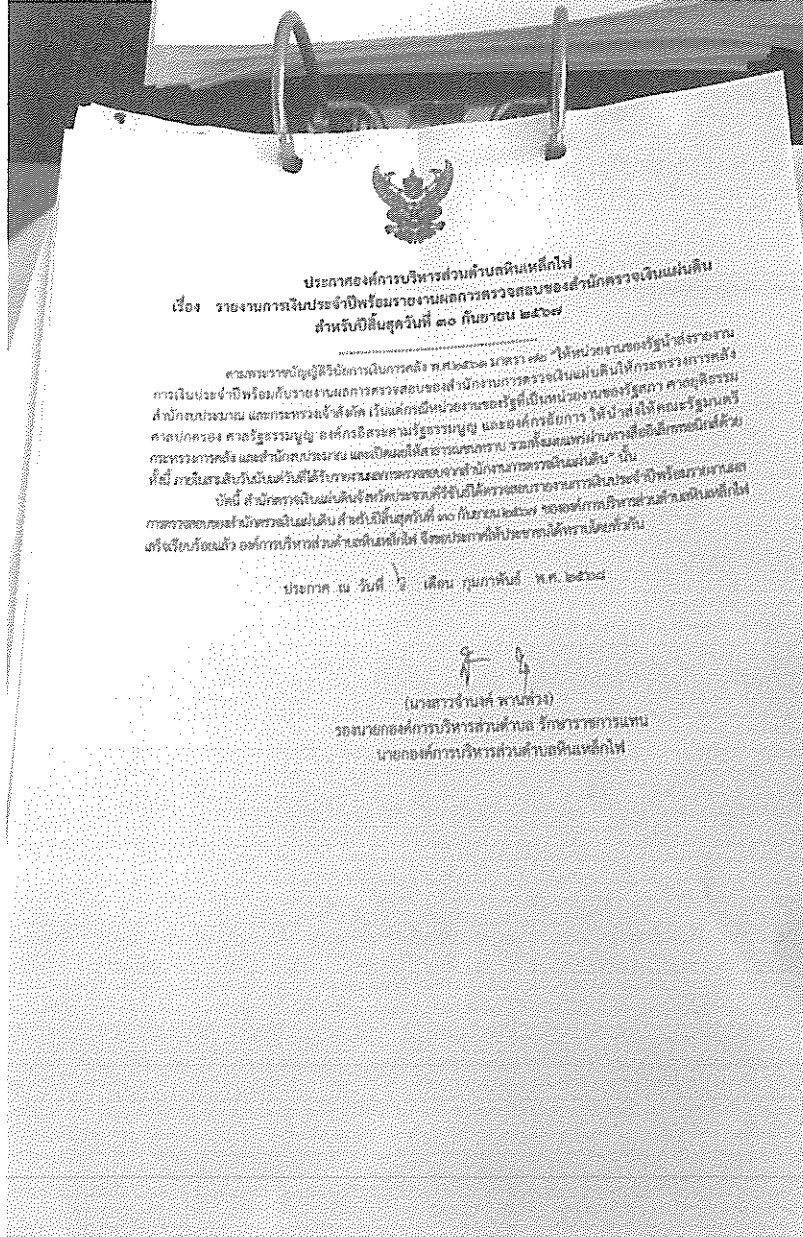 ประกาศองค์การบริหารส่วนตำบลหินเหล็กไฟ
เรื่อง รายงานการเงินประจำปีพร้อมรายงานผลการตรวจสอบของสำนักตรวจเงินแผ่นดิน
สำหรับปีสิ้นสุดวันที่ ๓๐ กันยายน ๒๕๖๗
ตามพระราชบัญญัติวินัยการเงินการคลัง พ.ศ.๒๕๖๑ มาตรา ๗๒ "ให้หน่วยงานของรัฐนำส่งรายงาน
การเงินประจำปีพร้อมกับรายงานผลการตรวจสอบของสำนักงานการตรวจเงินแผ่นดินให้กระทรวงการคลัง
สำนักงบประมาณ และกระทรวงเจ้าสังกัด เว้นแต่กรณีหน่วยงานของรัฐที่เป็นหน่วยงานของรัฐสภา ศาลยุติธรรม
ศาลปกครอง ศาลรัฐธรรมนูญ องค์กรอิสระตามรัฐธรรมนูญ และองค์กรอัยการ ให้นำส่งให้คณะรัฐมนตรี
กระทรวงการคลัง และสำนักงบประมาณ และเปิดเผยให้สาธารณชนทราบ รวมทั้งเผยแพร่ผ่านทางสื่ออิเล็กทรอนิกส์ด้วย
ทั้งนี้ ภายในสามสิบวันนับแต่วันที่ได้รับรายงานผลการตรวจสอบจากสำนักงานการตรวจเงินแผ่นดิน" นั้น
บัดนี้ สำนักตรวจเงินแผ่นดินจังหวัดประจวบคีรีขันธ์ได้ตรวจสอบรายงานการเงินประจำปีพร้อมรายงานผล
การตรวจสอบของสำนักตรวจเงินแผ่นดิน สำหรับปีสิ้นสุดวันที่ ๓๐ กันยายน ๒๕๖๗ ขององค์การบริหารส่วนตำบลหินเหล็กไฟ
เสร็จเรียบร้อยแล้ว องค์การบริหารส่วนตำบลหินเหล็กไฟ จึงขอประกาศให้ประชาชนได้ทราบโดยทั่วกัน
ประกาศ ณ วันที่ เดือน กุมภาพันธ์ พ.ศ. ๒๕๖๘
(นางสาวจำนงค์ พานพ่วง)
รองนายกองค์การบริหารส่วนตำบล รักษาราชการแทน
นายกองค์การบริหารส่วนตำบลหินเหล็กไฟ